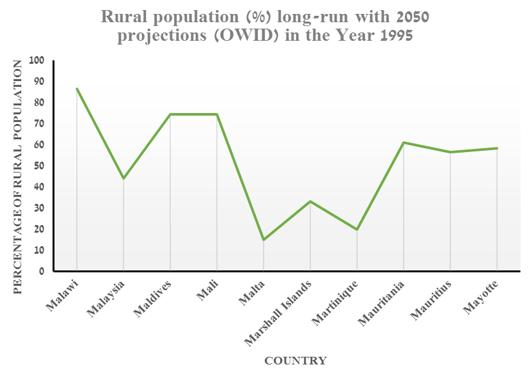 Rural population (%) long-run with 2050
projections (OWID) in the Year 1995
PERCENTAGE OF RURAL POPULATION
100
90
80
70
60
50
40
30
20
10
0
Malawi
Malaysia
Maldives
Mali
Malta
Marshall Islands
Martinique
Mauritania
Mauritius
Mayotte
COUNTRY